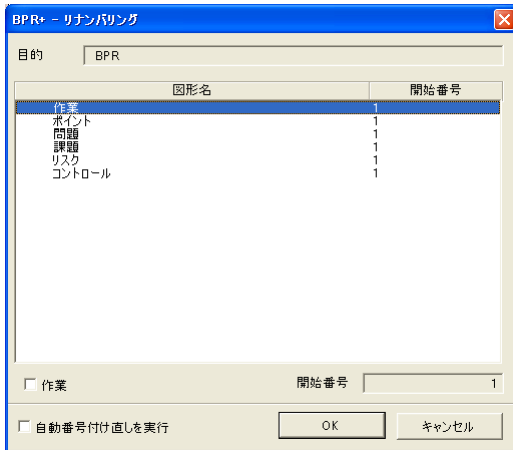 BPR+ - リナンバリング
目的 BPR
図形名 開始番号
作業 1
ポイント 1
問題 1
課題 1
リスク 1
コントロール 1
作業 開始番号 1
自動番号付け直しを実行 OK キャンセル